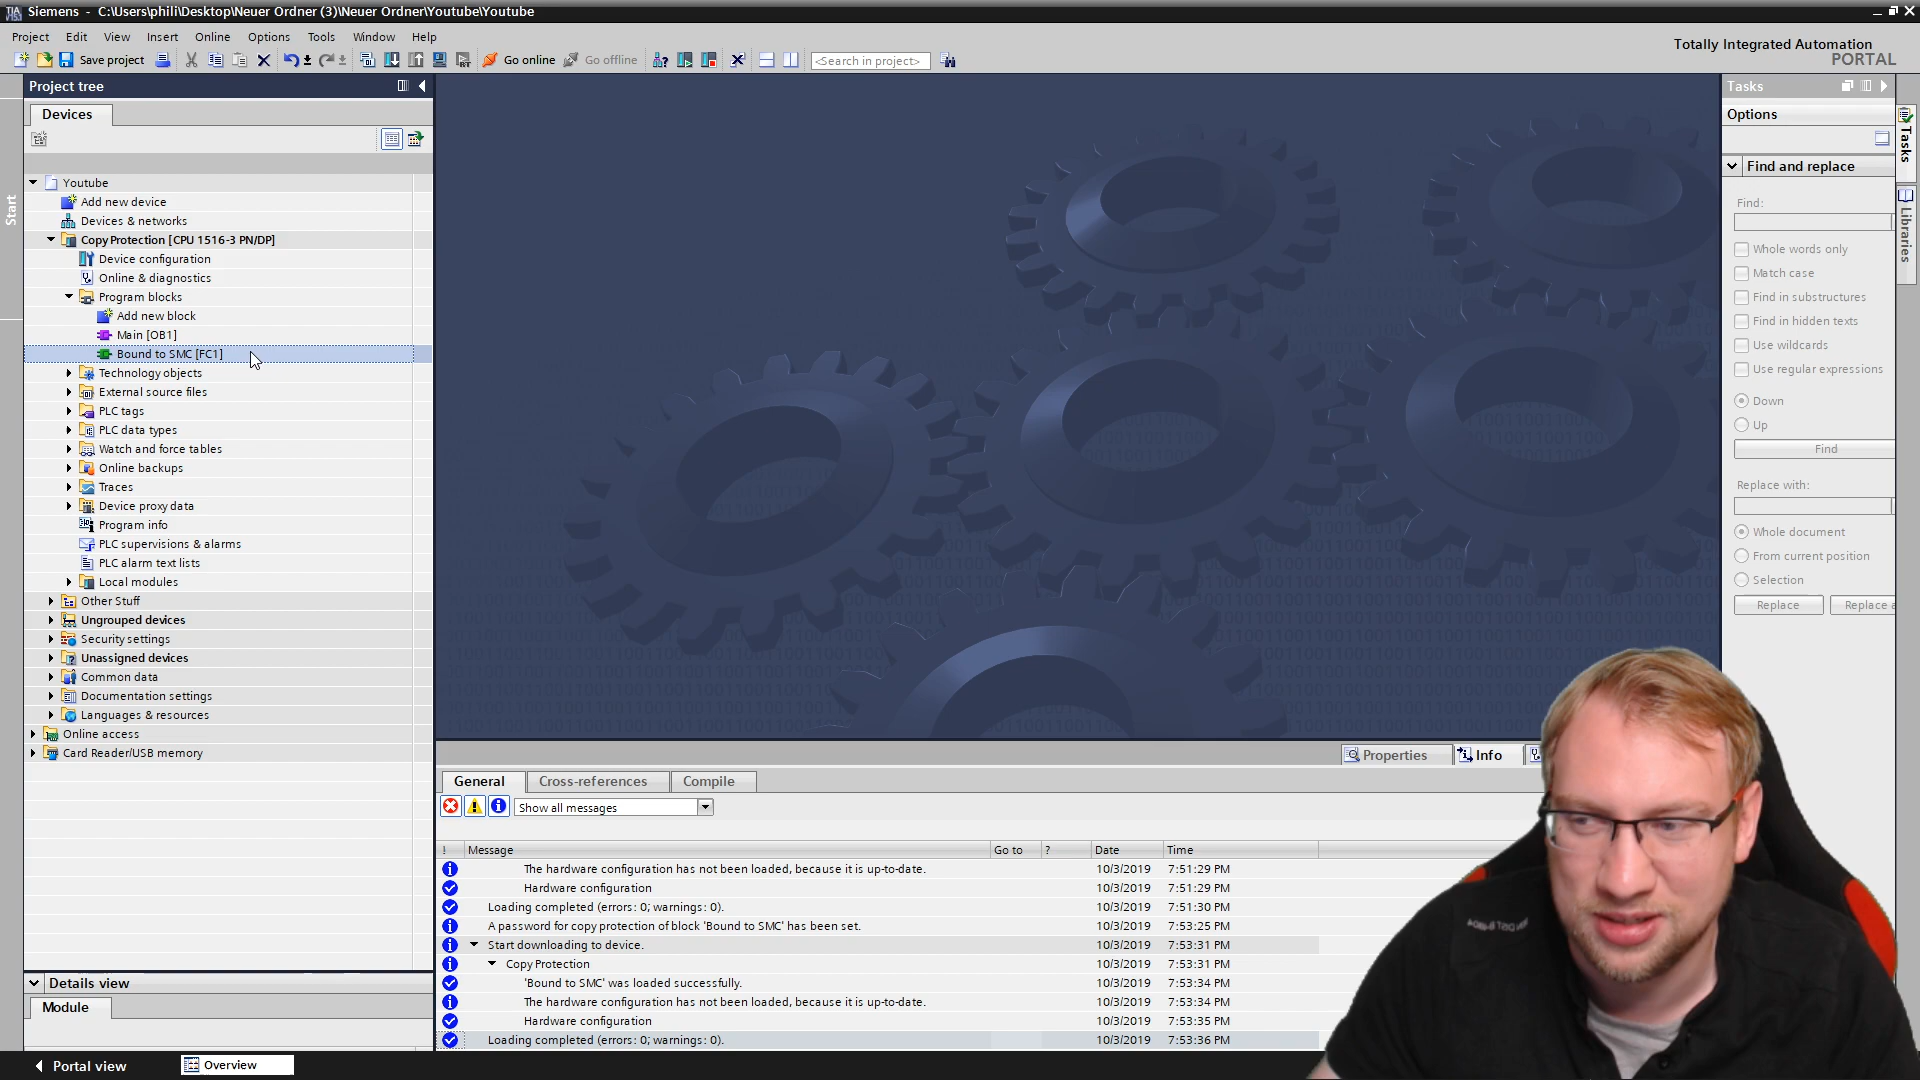 Siemens - C:\Users\phili\Desktop\Neuer Ordner (3)\Neuer Ordner\Youtube\Youtube
Project Edit View Insert Online Options Tools Window Help
Totally Integrated Automation
PORTAL
Save project
Go online
Go offline
<Search in project>
Start
Project tree
Devices
Youtube
Add new device
Devices & networks
CopyProtection [CPU 1516-3 PN/DP]
Device configuration
Online & diagnostics
Program blocks
Add new block
Main [OB1]
Bound to SMC [FC1]
Technology objects
External source files
PLC tags
PLC data types
Watch and force tables
Online backups
Traces
Device proxy data
Program info
PLC supervisions & alarms
PLC alarm text lists
Local modules
Other Stuff
Ungrouped devices
Security settings
Unassigned devices
Common data
Documentation settings
Languages & resources
Online access
Card Reader/USB memory
Details view
Module
Portal view
Overview
Properties
Info
General
Cross-references
Compile
Show all messages
! Message Go to ? Date Time
The hardware configuration has not been loaded, because it is up-to-date. 10/3/2019 7:51:29 PM
Hardware configuration 10/3/2019 7:51:29 PM
Loading completed (errors: 0; warnings: 0). 10/3/2019 7:51:30 PM
A password for copy protection of block 'Bound to SMC' has been set. 10/3/2019 7:53:25 PM
Start downloading to device. 10/3/2019 7:53:31 PM
CopyProtection 10/3/2019 7:53:31 PM
'Bound to SMC' was loaded successfully. 10/3/2019 7:53:34 PM
The hardware configuration has not been loaded, because it is up-to-date. 10/3/2019 7:53:34 PM
Hardware configuration 10/3/2019 7:53:35 PM
Loading completed (errors: 0; warnings: 0). 10/3/2019 7:53:36 PM
Tasks
Options
Find and replace
Find:
Whole words only
Match case
Find in substructures
Find in hidden texts
Use wildcards
Use regular expressions
Down
Up
Find
Replace with:
Whole document
From current position
Selection
Replace
Replace a
Tasks
Libraries